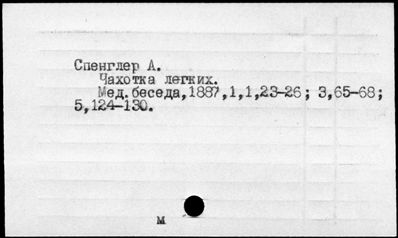 Спенглер А.
Чахотка легких.
Мед.беседа,1887,1,1,23-26; 3,65-68;
5,124-130.
м